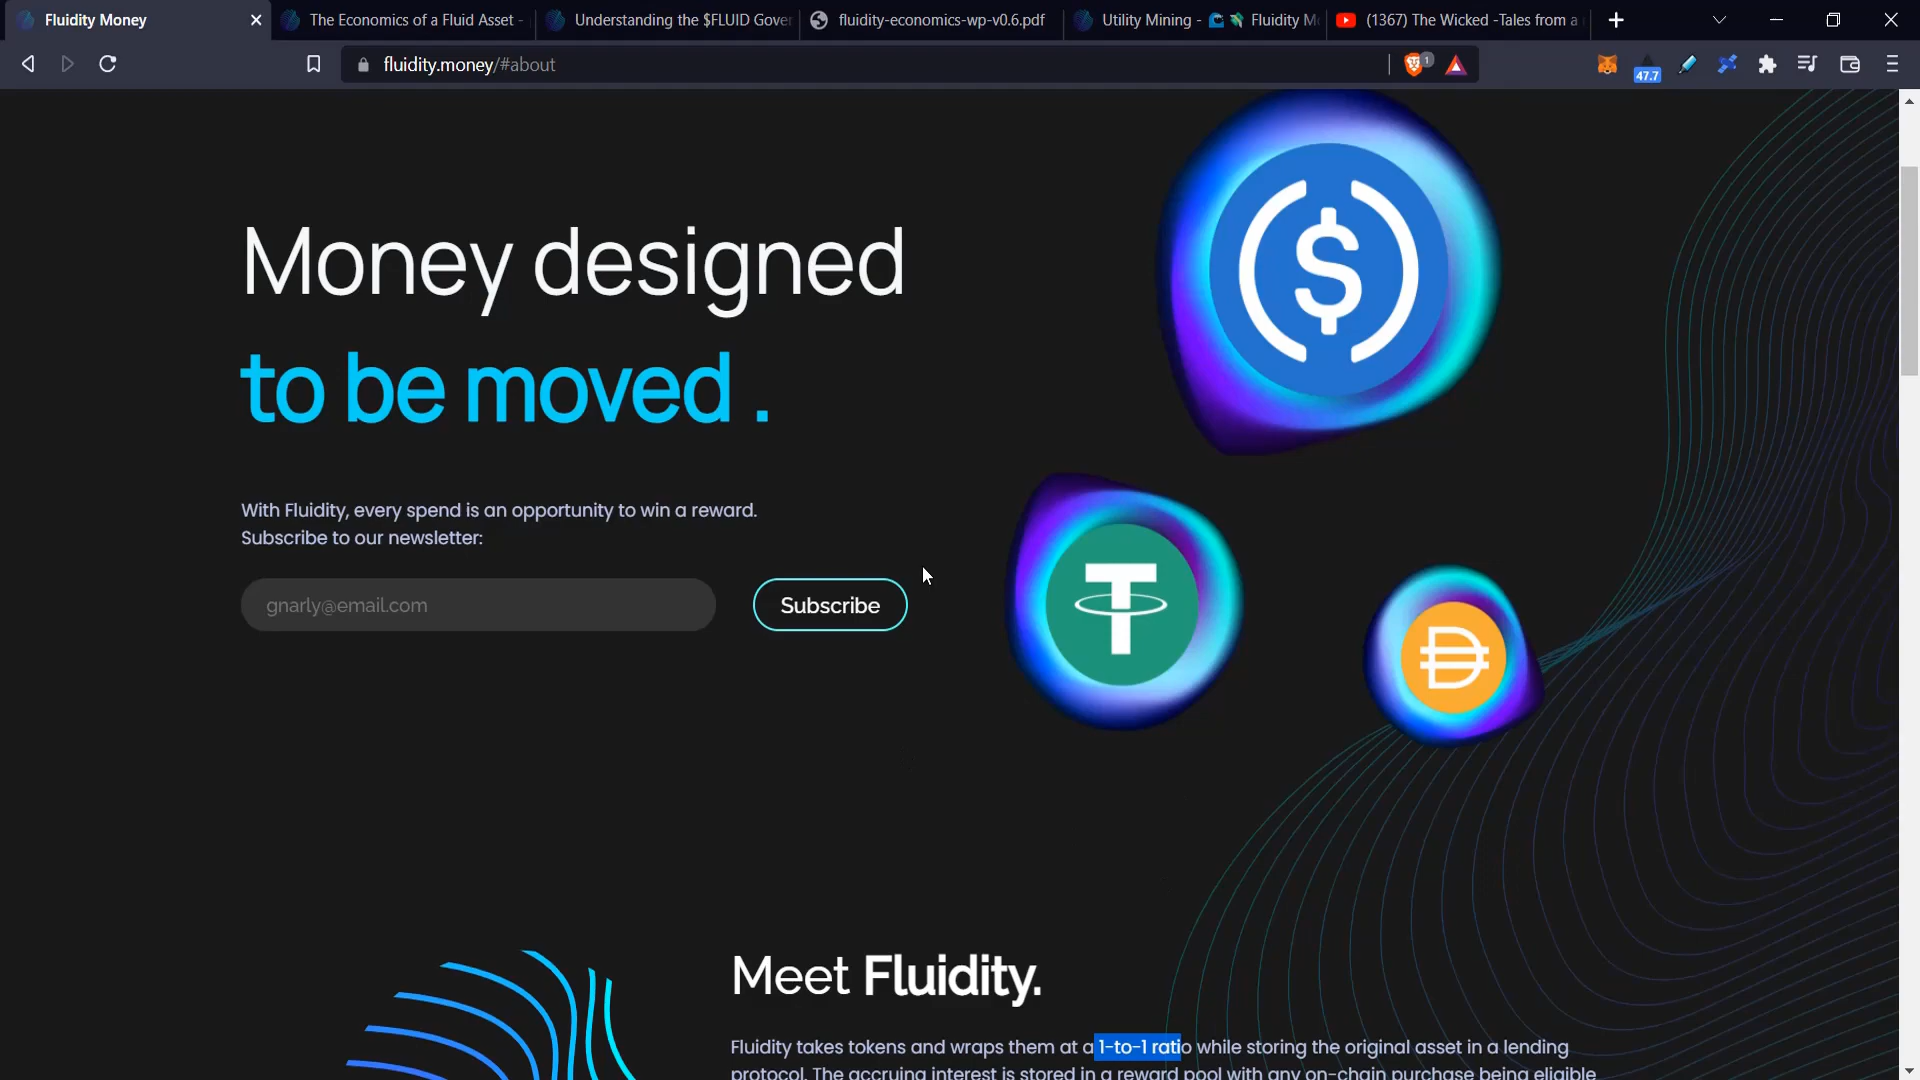 Fluidity Money
The Economics of a Fluid Asset -
Understanding the $FLUID Gover
fluidity-economics-wp-v0.6.pdf
Utility Mining - 🌊 💸 Fluidity M
(1367) The Wicked -Tales from a
fluidity.money/#about
1
47.7
Money designed
to be moved .
With Fluidity, every spend is an opportunity to win a reward.
Subscribe to our newsletter:
gnarly@email.com
Subscribe
Meet Fluidity.
Fluidity takes tokens and wraps them at a 1-to-1 ratio while storing the original asset in a lending
protocol. The accruing interest is stored in a reward pool with any on-chain purchase being eligible